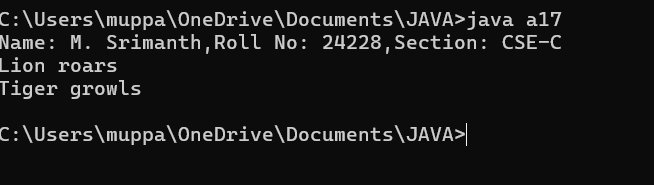 C:\Users\muppa\OneDrive\Documents\JAVA>java a17
Name: M. Srimanth,Roll No: 24228,Section: CSE-C
Lion roars
Tiger growls
C:\Users\muppa\OneDrive\Documents\JAVA>